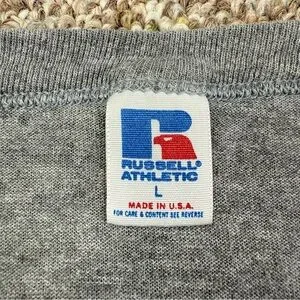 RUSSELL®
ATHLETIC
L
MADE IN U.S.A.
FOR CARE & CONTENT SEE REVERSE